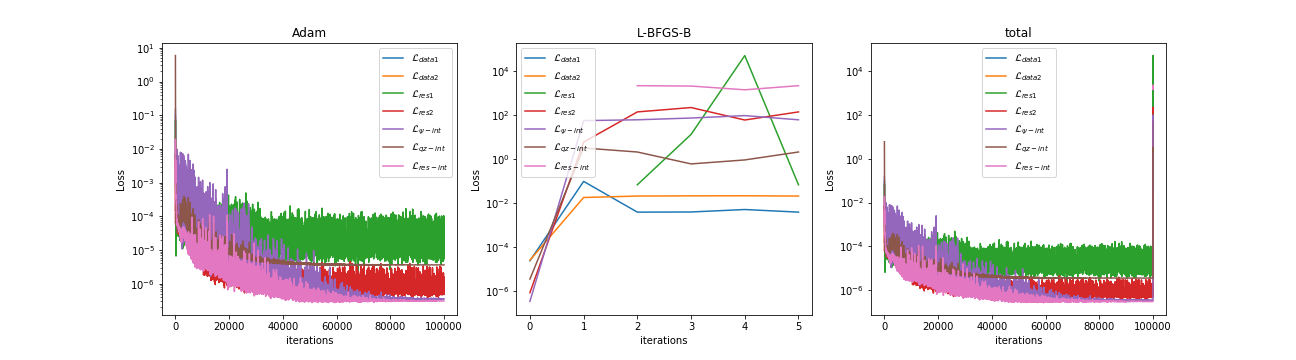 Adam
Loss
10¹
10⁰
10⁻¹
10⁻²
10⁻³
10⁻⁴
10⁻⁵
10⁻⁶
ℒdata1
ℒdata2
ℒres1
ℒres2
ℒΨ−int
ℒqz−int
ℒres−int
0 20000 40000 60000 80000 100000
iterations
L-BFGS-B
Loss
10⁴
10²
10⁰
10⁻²
10⁻⁴
10⁻⁶
ℒdata1
ℒdata2
ℒres1
ℒres2
ℒΨ−int
ℒqz−int
ℒres−int
0 1 2 3 4 5
iterations
total
Loss
10⁴
10²
10⁰
10⁻²
10⁻⁴
10⁻⁶
ℒdata1
ℒdata2
ℒres1
ℒres2
ℒΨ−int
ℒqz−int
ℒres−int
0 20000 40000 60000 80000 100000
iterations